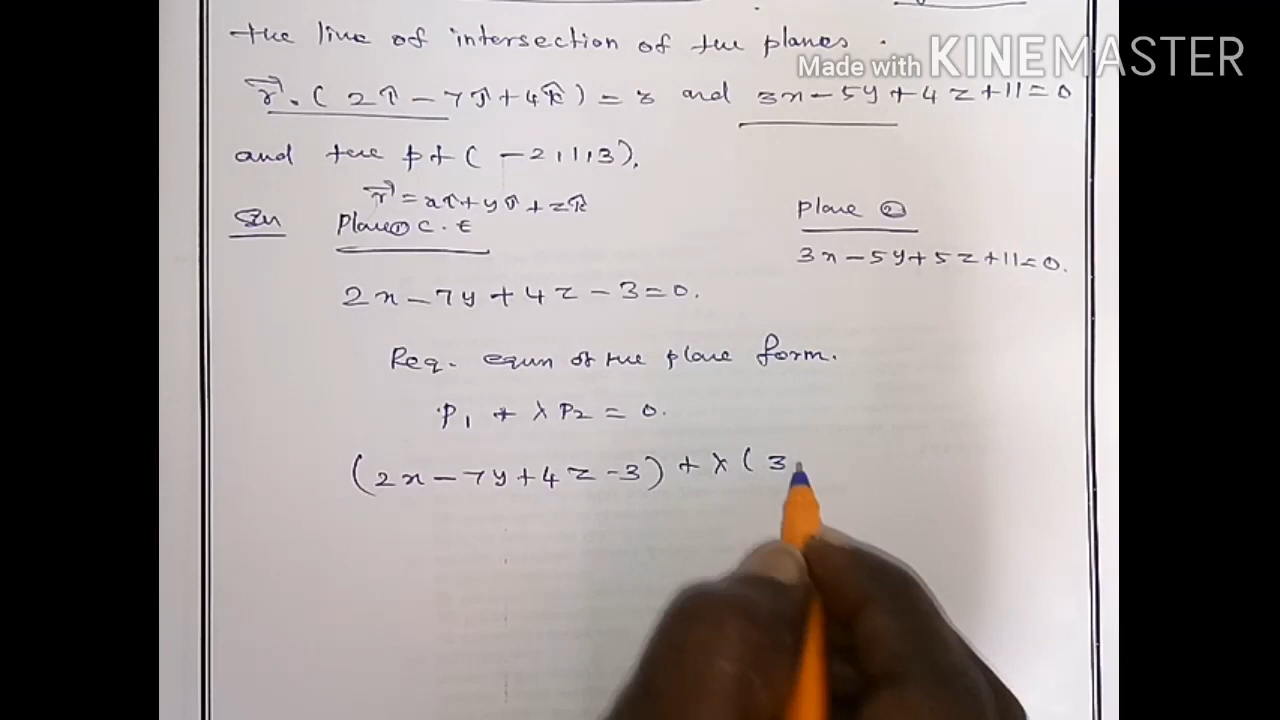 the line of intersection of the planes.
Made with KINEMASTER
r⃗.(2î-7ĵ+4k̂)=3 and 3x-5y+4z+11=0
and the pt(-2,1,3).
r⃗=xî+yĵ+zk̂
Soln Plane① C.E
Plane ②
3x-5y+5z+11=0.
2x-7y+4z-3=0.
Req. equn of the plane form.
P₁ + λP₂ = 0.
(2x-7y+4z-3)+λ(3